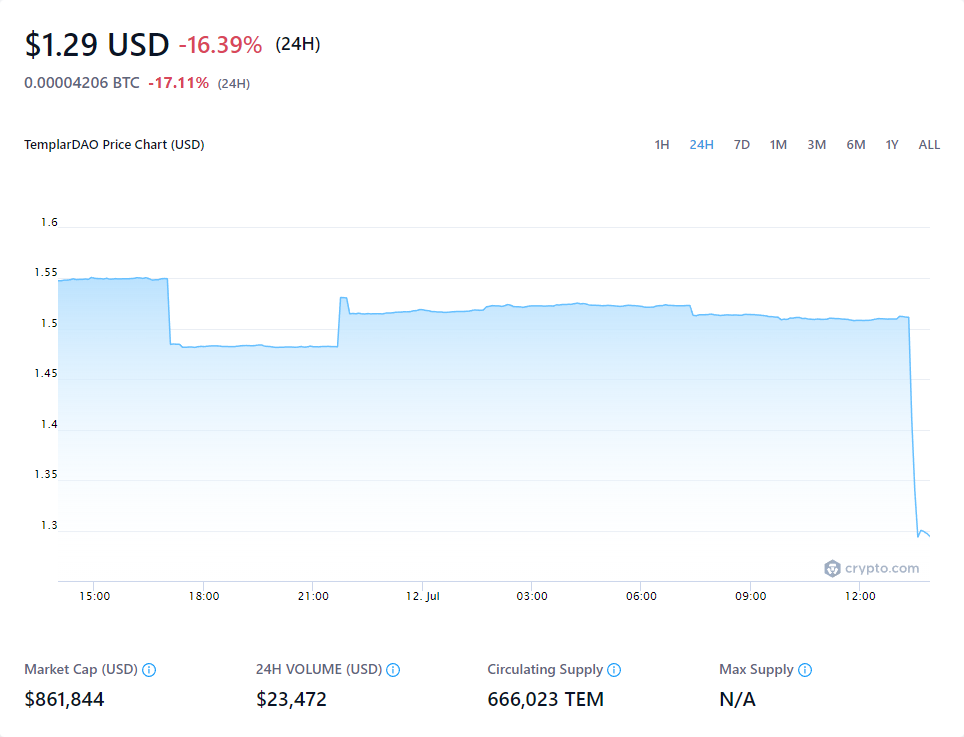 $1.29 USD -16.39% (24H)
0.00004206 BTC -17.11% (24H)
TemplarDAO Price Chart (USD) 1H 24H 7D 1M 3M 6M 1Y ALL
1.6
1.55
1.5
1.45
1.4
1.35
1.3
crypto.com
15:00 18:00 21:00 12. Jul 03:00 06:00 09:00 12:00
Market Cap (USD) 24H VOLUME (USD) Circulating Supply Max Supply
$861,844 $23,472 666,023 TEM N/A